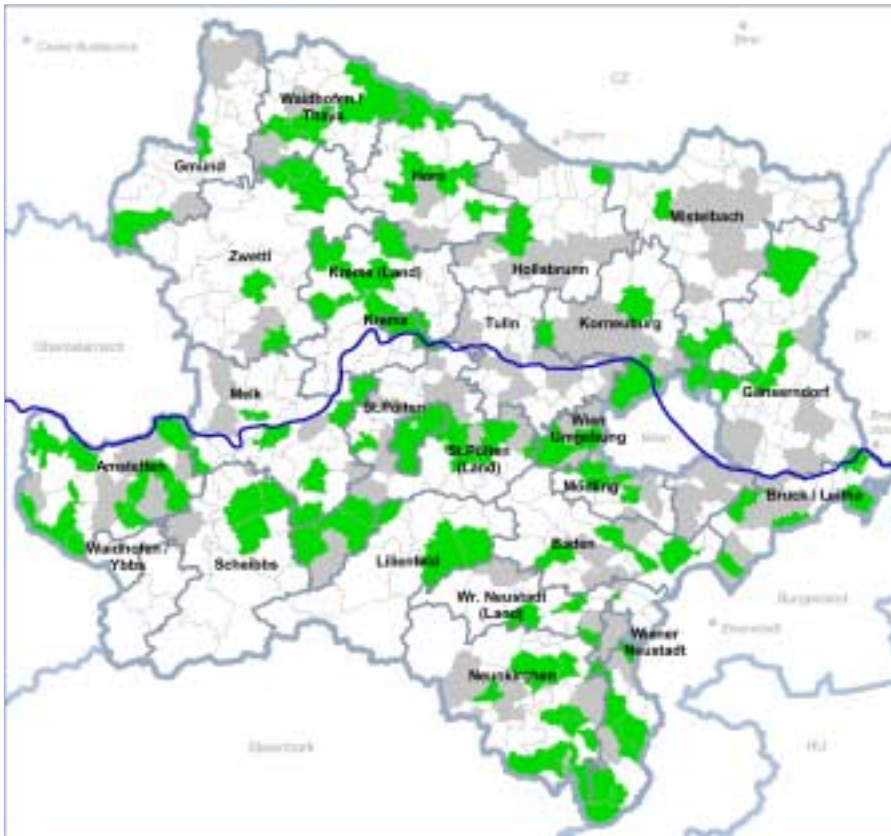 CZ
Waidhofen /
Thaya
Gmünd
Horn
Mistelbach
Zwettl
Krems (Land)
Hollabrunn
Krems
Tulln
Korneuburg
Melk
St.Pölten
Gänserndorf
Wien
Umgebung
Wien
St.Pölten
(Land)
Amstetten
Mödling
Bruck / Leitha
Waidhofen /
Ybbs
Scheibbs
Lilienfeld
Baden
Wr. Neustadt
(Land)
Burgenland
Eisenstadt
Wiener
Neustadt
Neunkirchen
Steiermark
HU